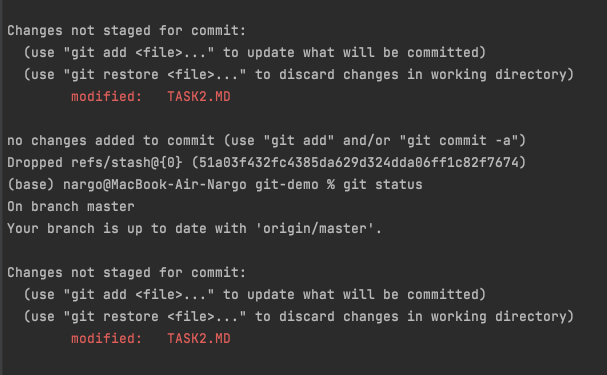 Changes not staged for commit:
(use "git add <file>..." to update what will be committed)
(use "git restore <file>..." to discard changes in working directory)
modified:   TASK2.MD
no changes added to commit (use "git add" and/or "git commit -a")
Dropped refs/stash@{0} (51a03f432fc4385da629d324dda06ff1c82f7674)
(base) nargo@MacBook-Air-Nargo git-demo % git status
On branch master
Your branch is up to date with 'origin/master'.
Changes not staged for commit:
(use "git add <file>..." to update what will be committed)
(use "git restore <file>..." to discard changes in working directory)
modified:   TASK2.MD